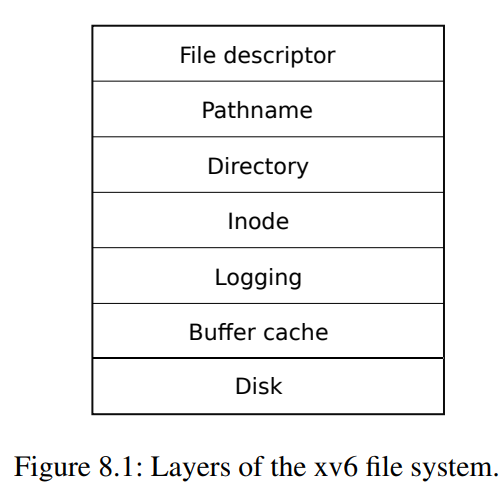 File descriptor
Pathname
Directory
Inode
Logging
Buffer cache
Disk
Figure 8.1: Layers of the xv6 file system.